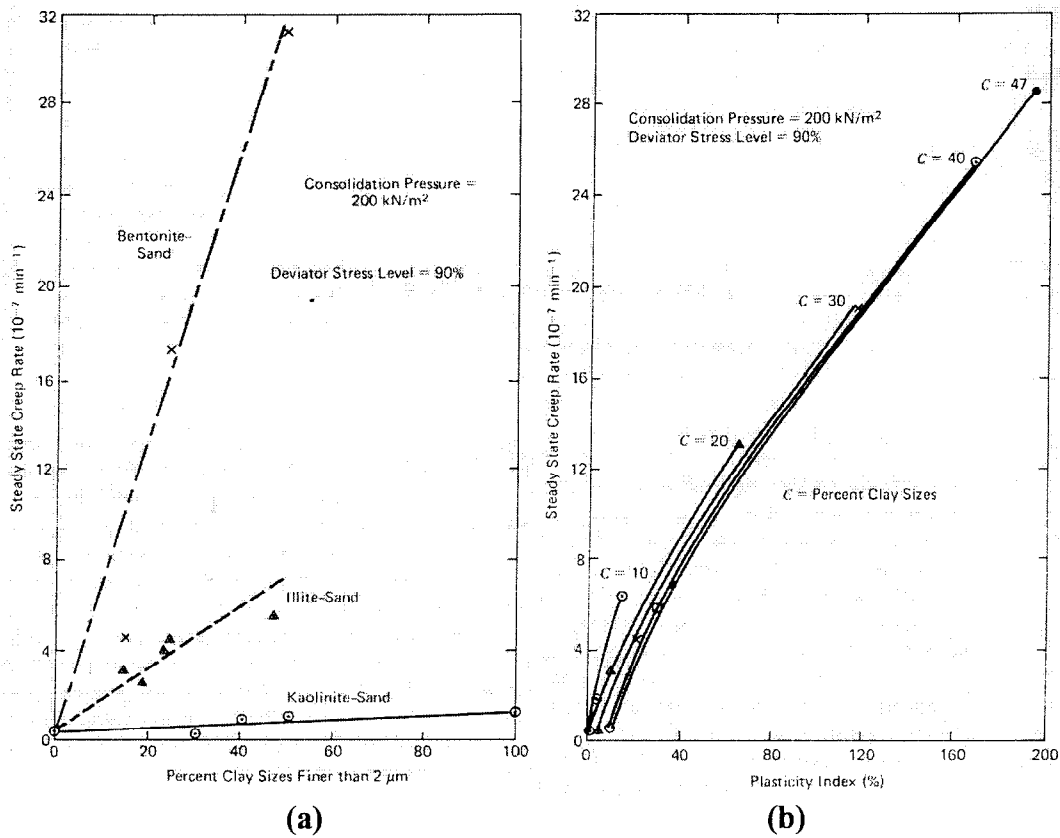 32
28
24
20
16
12
8
4
0
Steady State Creep Rate (10⁻⁷ min⁻¹)
Consolidation Pressure =
200 kN/m²
Bentonite-
Sand
Deviator Stress Level = 90%
Illite-Sand
Kaolinite-Sand
0
20
40
60
80
100
Percent Clay Sizes Finer than 2 μm
(a)
32
28
24
20
16
12
8
4
0
Steady State Creep Rate (10⁻⁷ min⁻¹)
C = 47
Consolidation Pressure = 200 kN/m²
Deviator Stress Level = 90%
C = 40
C = 30
C = 20
C = Percent Clay Sizes
C = 10
0
40
80
120
160
200
Plasticity Index (%)
(b)